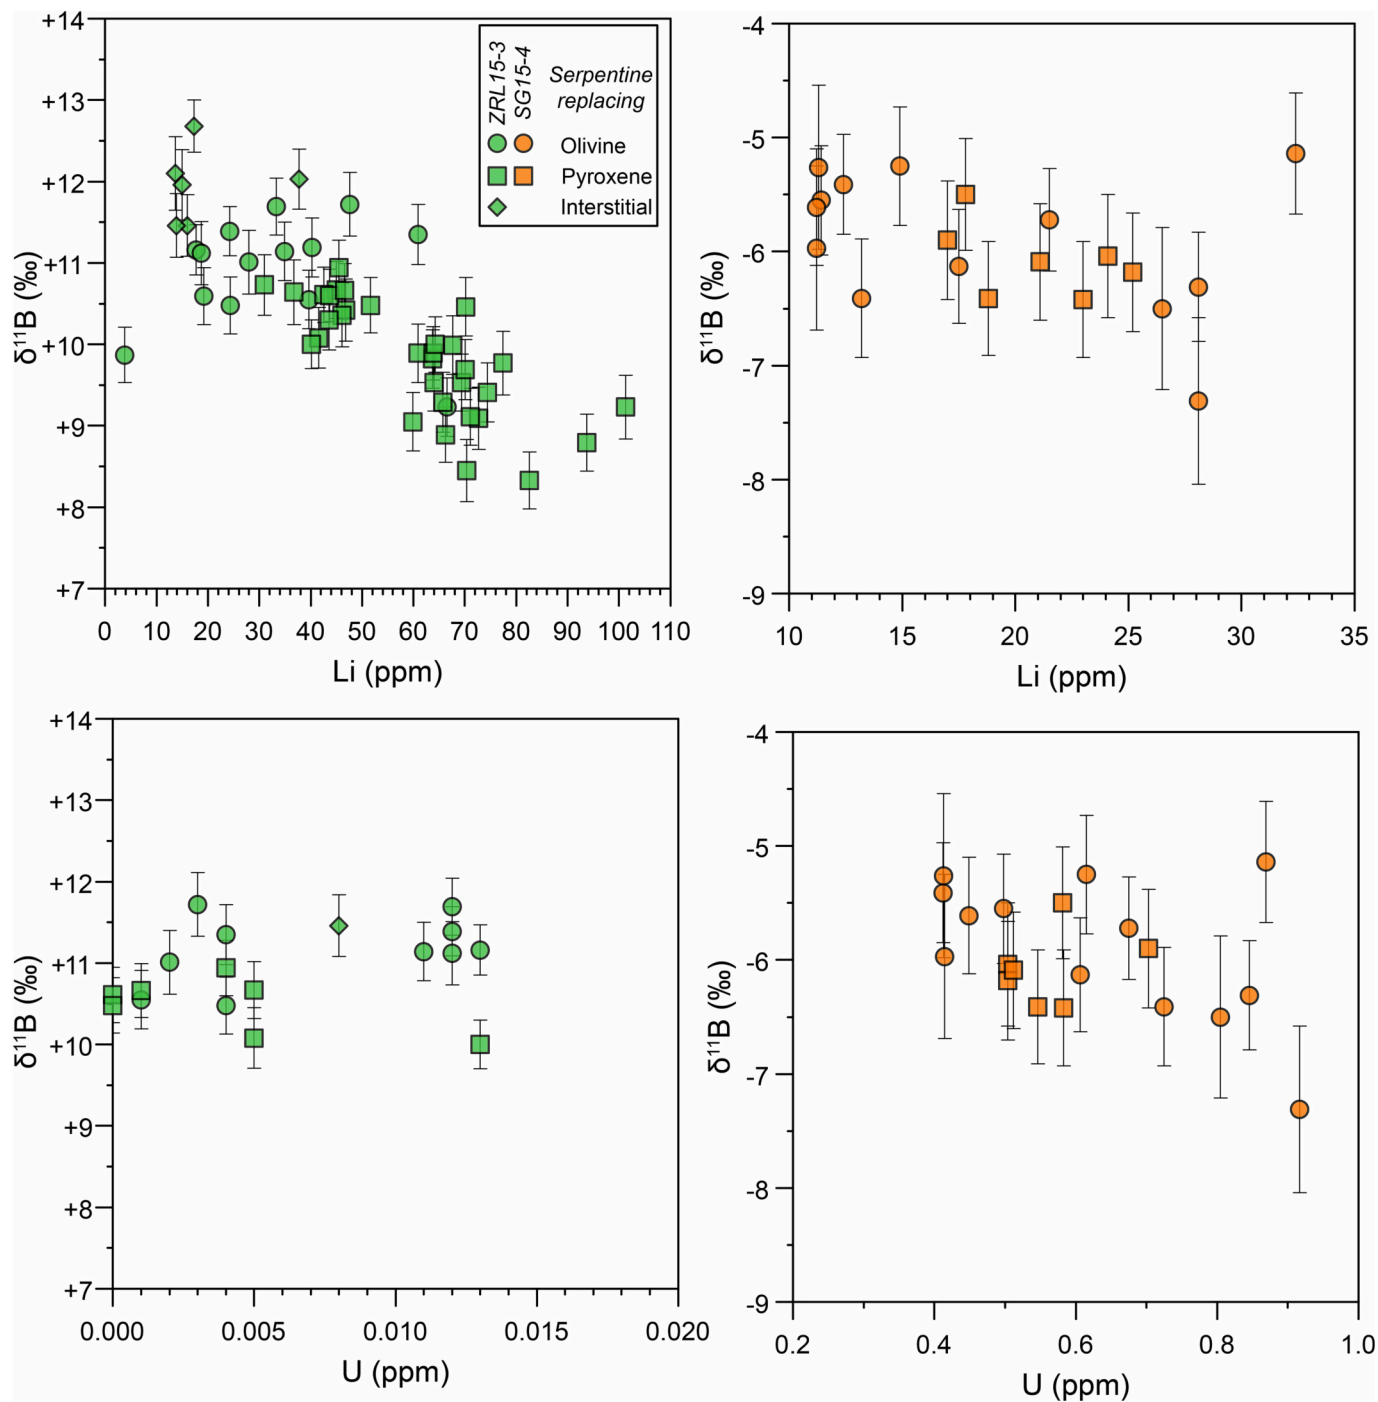 +14
+13
+12
+11
+10
+9
+8
+7
δ¹¹B (‰)
0 10 20 30 40 50 60 70 80 90 100 110
Li (ppm)
ZRL15-3
SG15-4
Serpentine
replacing
Olivine
Pyroxene
Interstitial
-4
-5
-6
-7
-8
-9
δ¹¹B (‰)
10 15 20 25 30 35
Li (ppm)
+14
+13
+12
+11
+10
+9
+8
+7
δ¹¹B (‰)
0.000 0.005 0.010 0.015 0.020
U (ppm)
-4
-5
-6
-7
-8
-9
δ¹¹B (‰)
0.2 0.4 0.6 0.8 1.0
U (ppm)